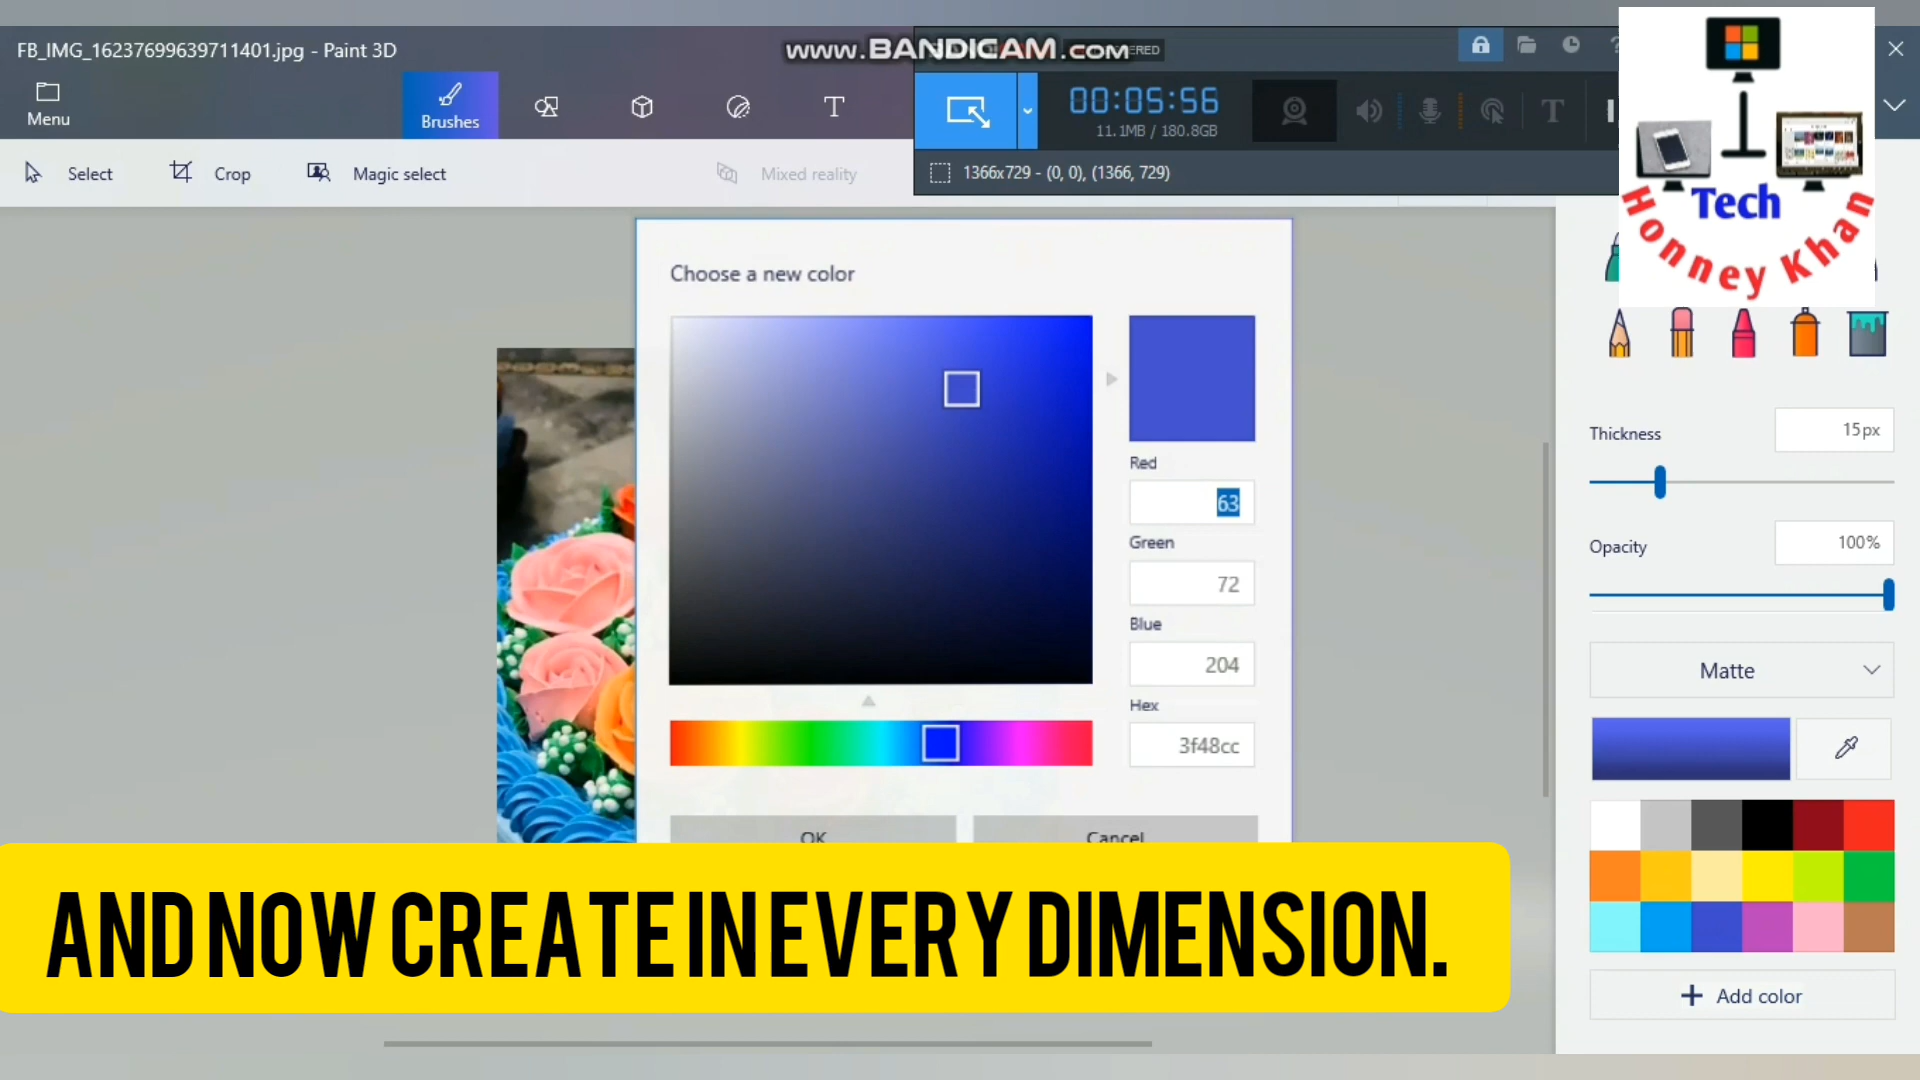 FB_IMG_16237699639711401.jpg - Paint 3D
www.BANDICAM.com
Menu
Brushes
T
00:05:56
11.1MB / 180.8GB
T
Select
Crop
Magic select
Mixed reality
1366x729 - (0, 0), (1366, 729)
Tech
Honney Khan
Choose a new color
Red
63
Green
72
Blue
204
Hex
3f48cc
OK
Cancel
Thickness
15px
Opacity
100%
Matte
Add color
AND NOW CREATE IN EVERY DIMENSION.